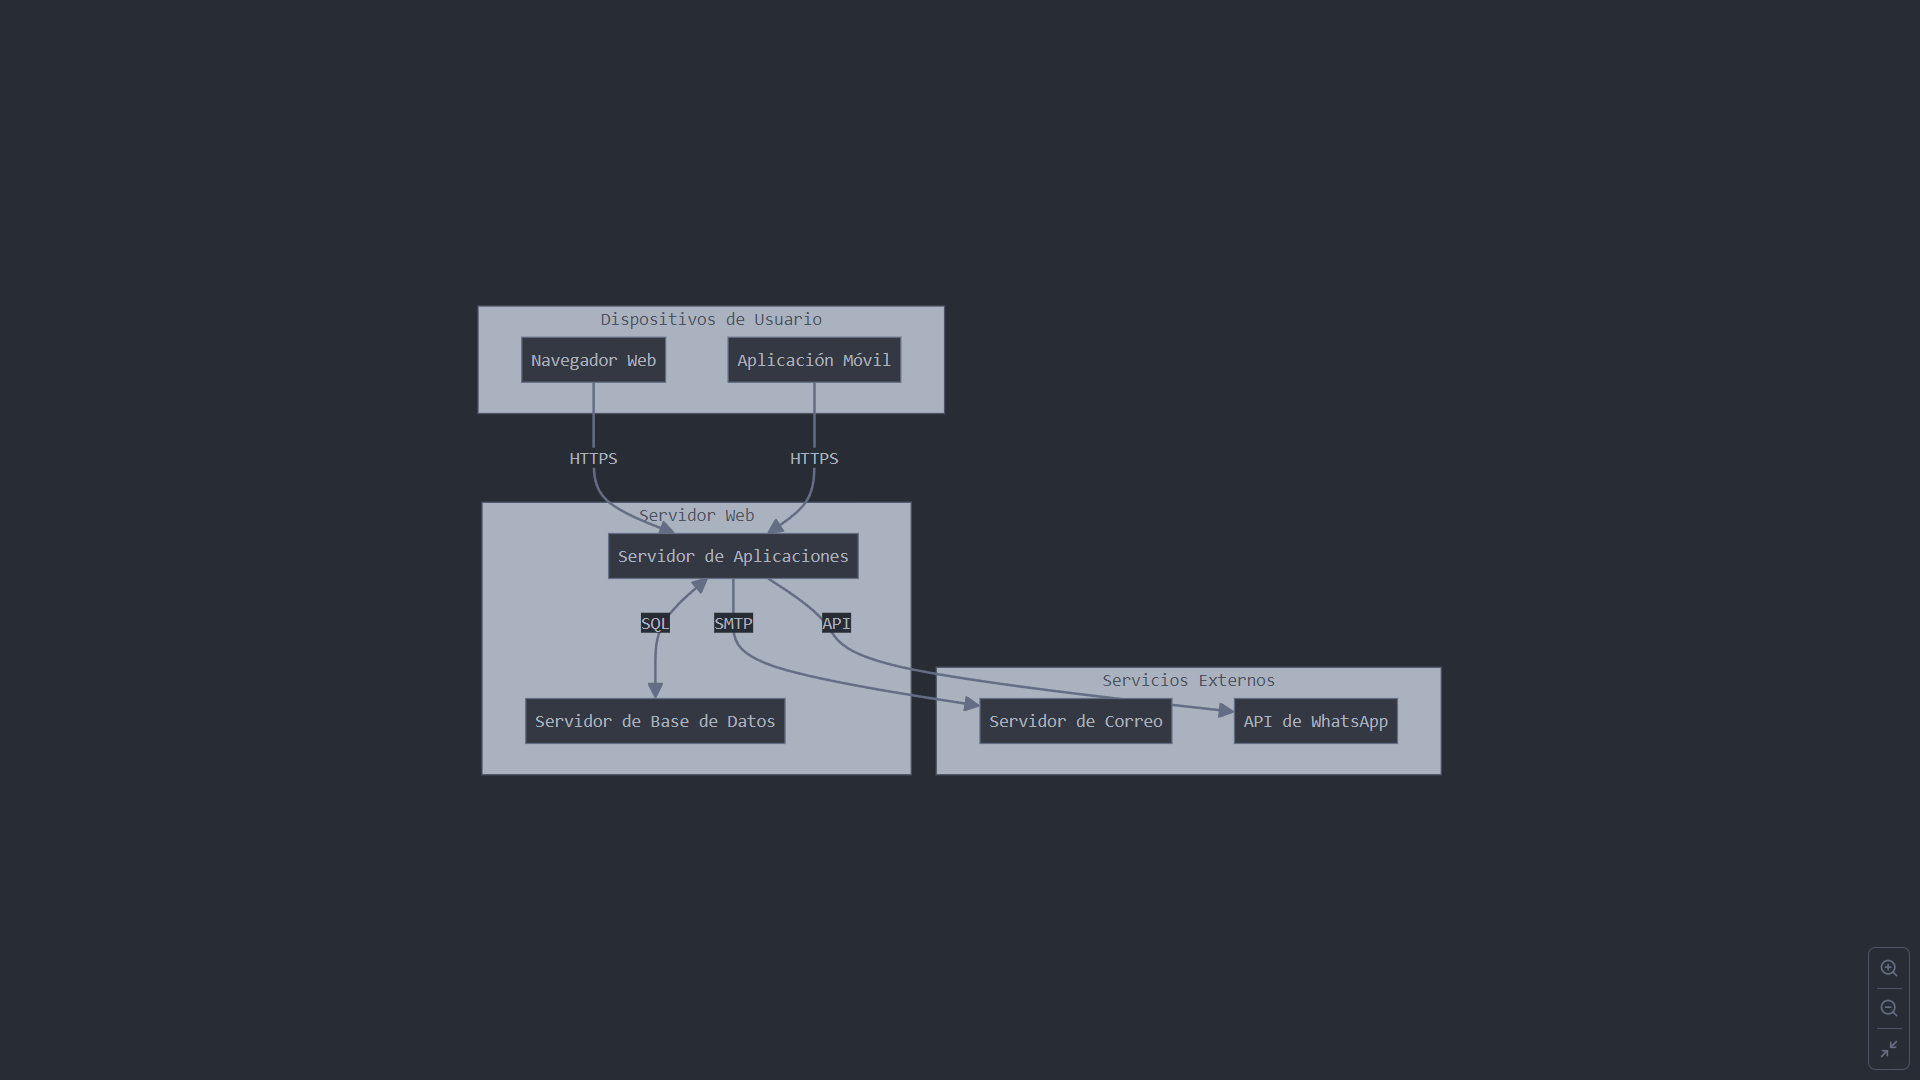 Dispositivos de Usuario
Navegador Web
Aplicación Móvil
HTTPS
HTTPS
Servidor Web
Servidor de Aplicaciones
SQL
SMTP
API
Servicios Externos
Servidor de Base de Datos
Servidor de Correo
API de WhatsApp